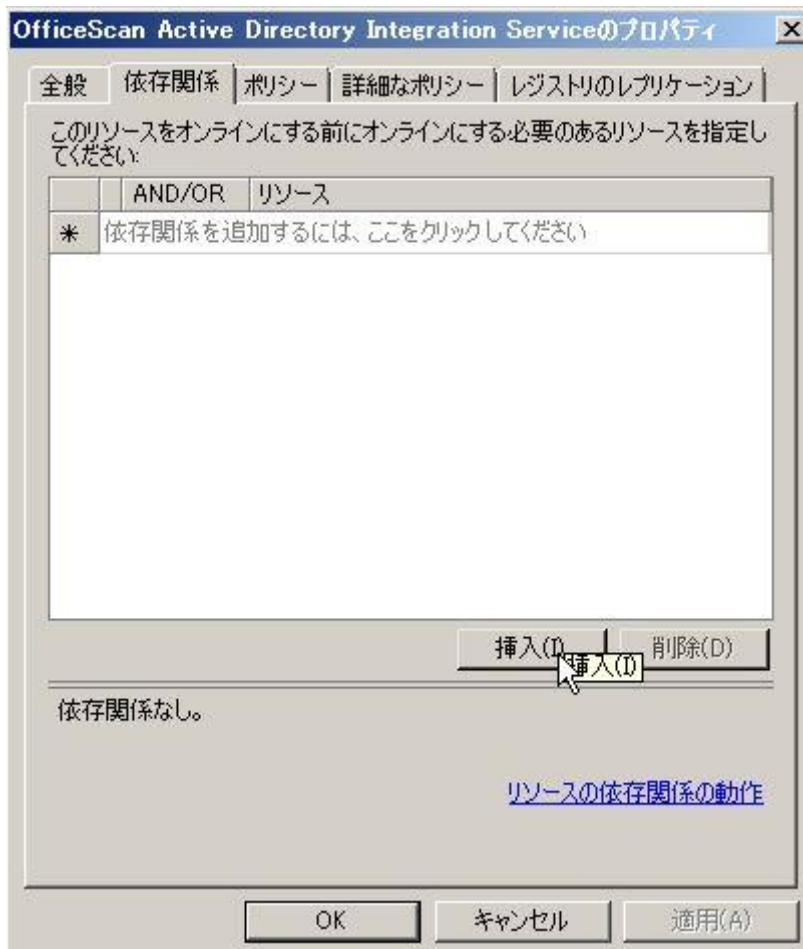 OfficeScan Active Directory Integration Serviceのプロパティ
全般 依存関係 ポリシー 詳細なポリシー レジストリのレプリケーション
このリソースをオンラインにする前にオンラインにする必要のあるリソースを指定し
てください:
AND/OR リソース
依存関係を追加するには、ここをクリックしてください
挿入(I) 削除(D)
挿入(I)
依存関係なし。
リソースの依存関係の動作
OK キャンセル 適用(A)